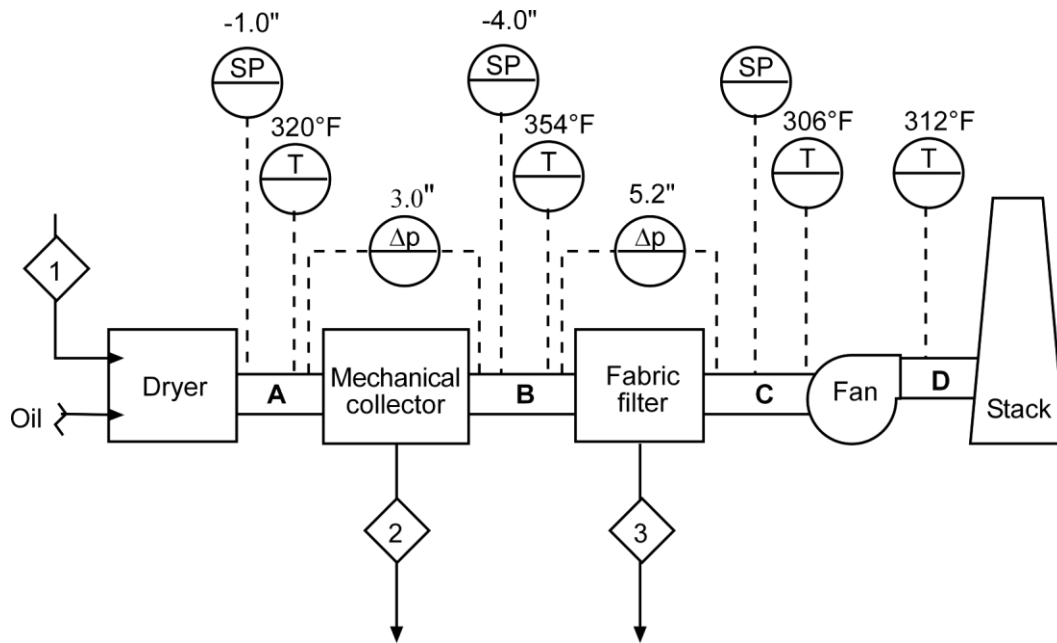 -1.0"
-4.0"
SP
SP
SP
320°F
354°F
306°F
312°F
T
T
T
T
3.0"
5.2"
Δp
Δp
1
Dryer
A
Mechanical
collector
B
Fabric
filter
C
Fan
D
Stack
Oil
2
3